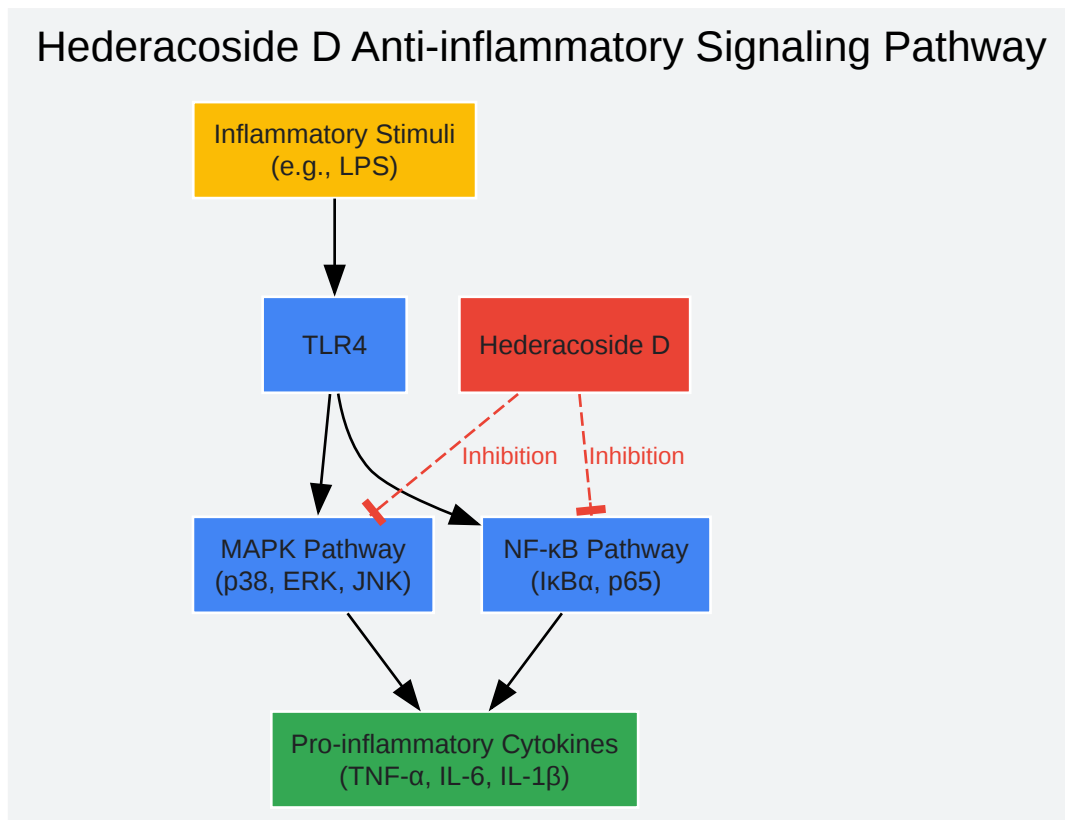 Hederacoside D Anti-inflammatory Signaling Pathway
Inflammatory Stimuli
(e.g., LPS)
TLR4
Hederacoside D
Inhibition
Inhibition
MAPK Pathway
(p38, ERK, JNK)
NF-κB Pathway
(IκBα, p65)
Pro-inflammatory Cytokines
(TNF-α, IL-6, IL-1β)